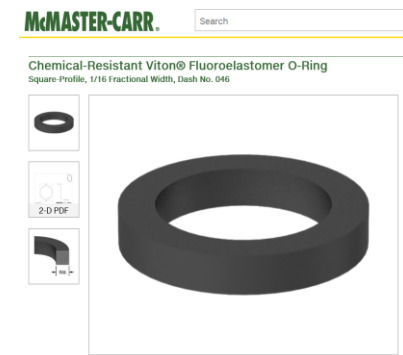 McMASTER-CARR.
Search
Chemical-Resistant Viton® Fluoroelastomer O-Ring
Square-Profile, 1/16 Fractional Width, Dash No. 046
2-D PDF
Wd.